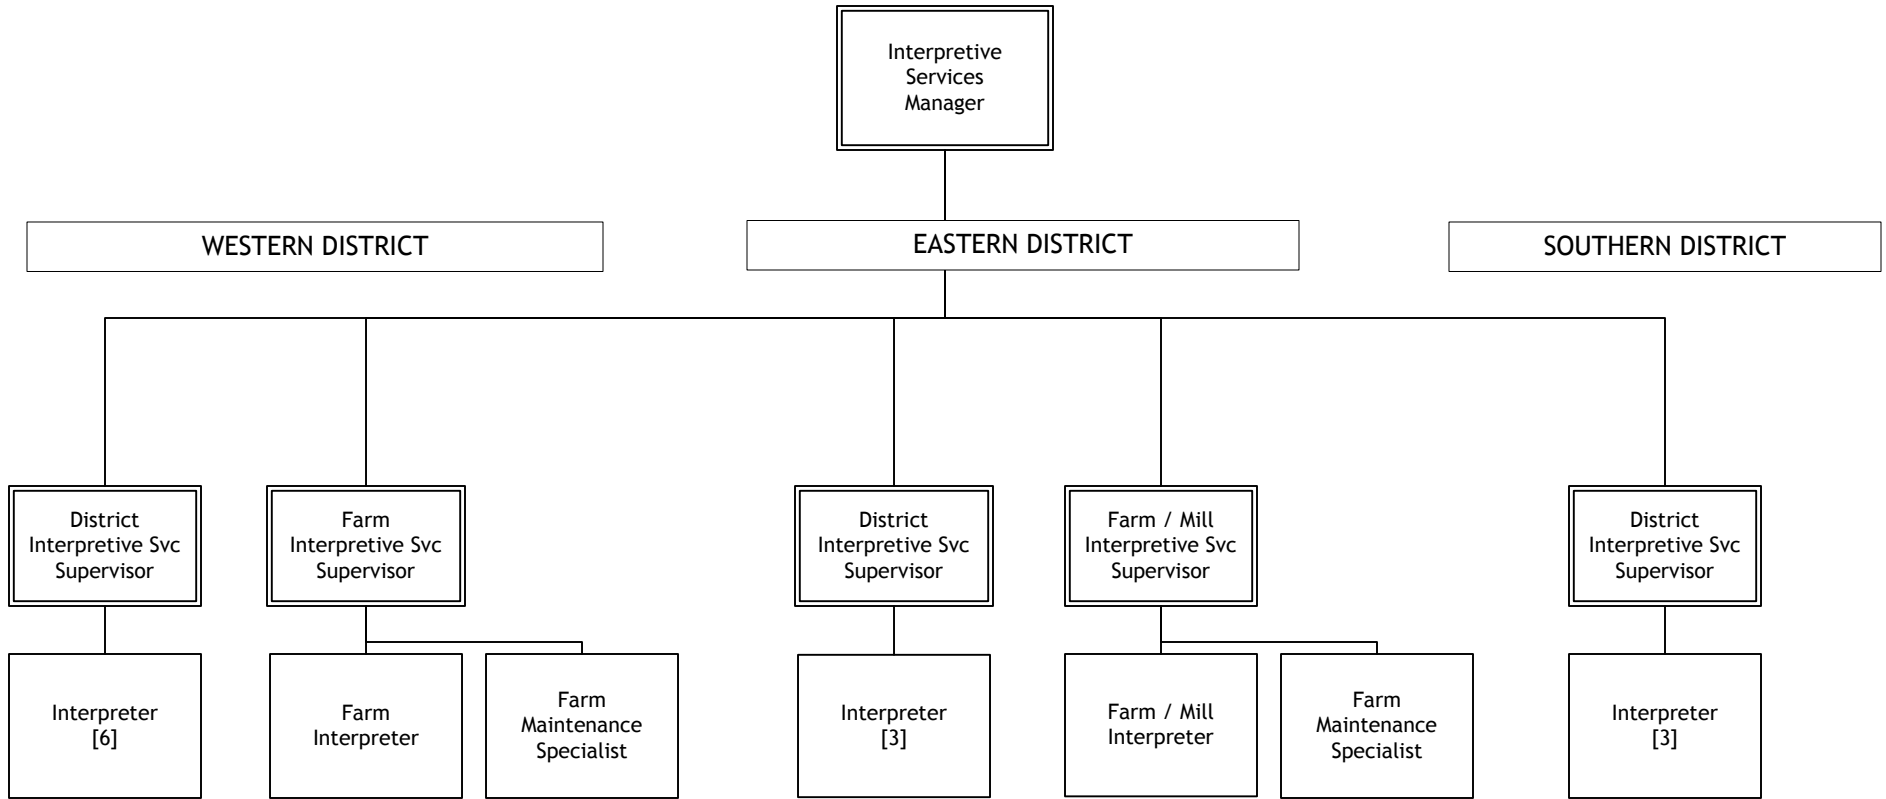 Interpretive
Services
Manager
WESTERN DISTRICT
EASTERN DISTRICT
SOUTHERN DISTRICT
District
Interpretive Svc
Supervisor
Farm
Interpretive Svc
Supervisor
District
Interpretive Svc
Supervisor
Farm / Mill
Interpretive Svc
Supervisor
District
Interpretive Svc
Supervisor
Interpreter
[6]
Farm
Interpreter
Farm
Maintenance
Specialist
Interpreter
[3]
Farm / Mill
Interpreter
Farm
Maintenance
Specialist
Interpreter
[3]